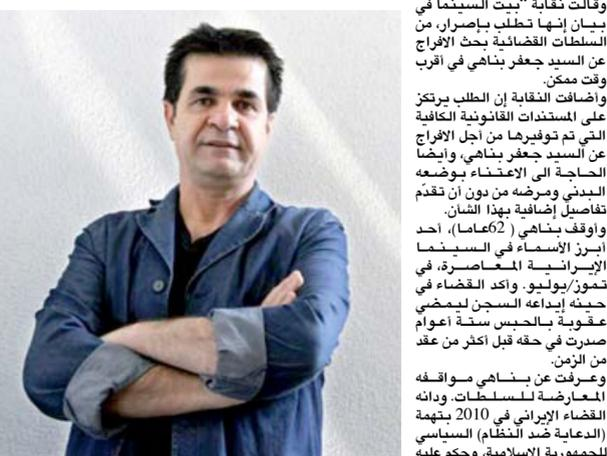 وقالت نقابة "بيت السينما في
بيان إنها تطلب بإصرار، من
السلطات القضائية بحث الافراج
عن السيد جعفر بناهي في أقرب
وقت ممكن.
وأضافت النقابة إن الطلب يرتكز
على المستندات القانونية الكافية
التي تم توفيرها من أجل الافراج
عن السيد جعفر بناهي، وأيضا
الحاجة الى الاعتناء بوضعه
البدني ومرضه من دون أن تقدّم
تفاصيل إضافية بهذا الشأن.
وأوقف بناهي ( 62عاما)، أحد
أبرز الأسماء في السينما
الإيرانية المعاصرة، في
تموز/يوليو. وأكد القضاء في
حينه إيداعه السجن ليمضي
عقوبة بالحبس ستة أعوام
صدرت في حقه قبل أكثر من عقد
من الزمن.
وعرفت عن بناهي مواقفه
المعارضة للسلطات. ودانه
القضاء الإيراني في 2010 بتهمة
(الدعاية ضد النظام) السياسي
للجمهورية الاسلامية، وحكم عليه